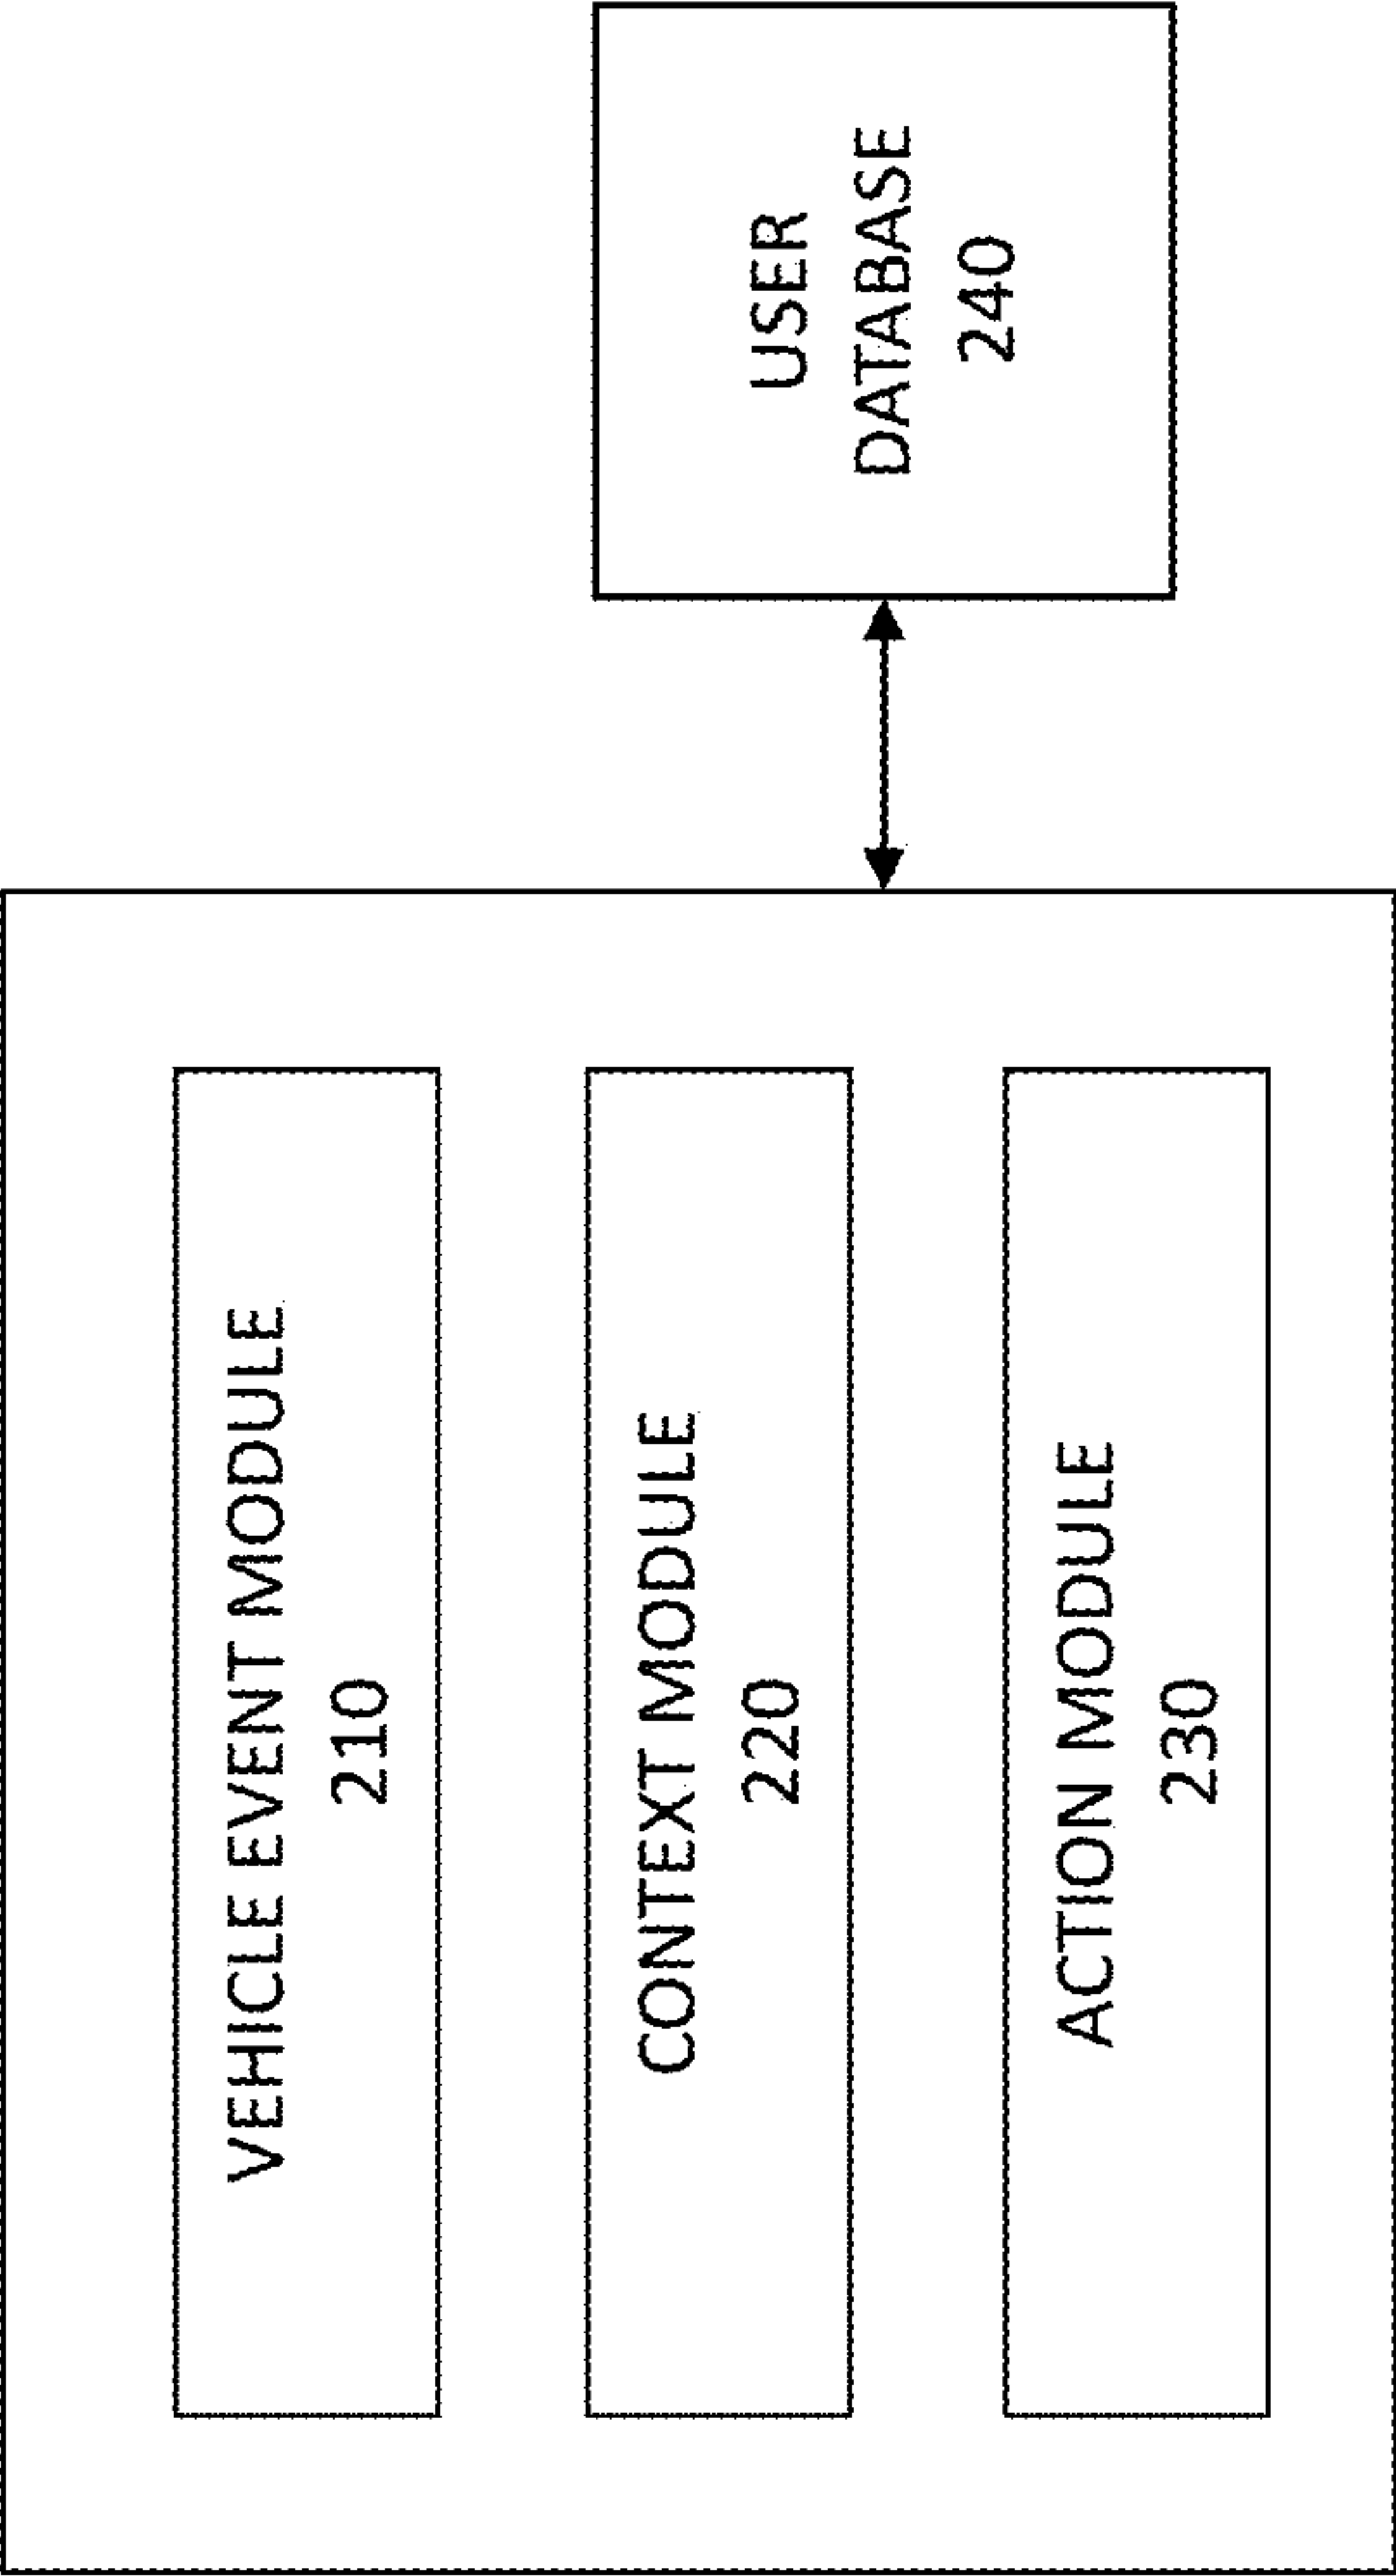 VEHICLE EVENT MODULE
210
CONTEXT MODULE
220
ACTION MODULE
230
USER
DATABASE
240